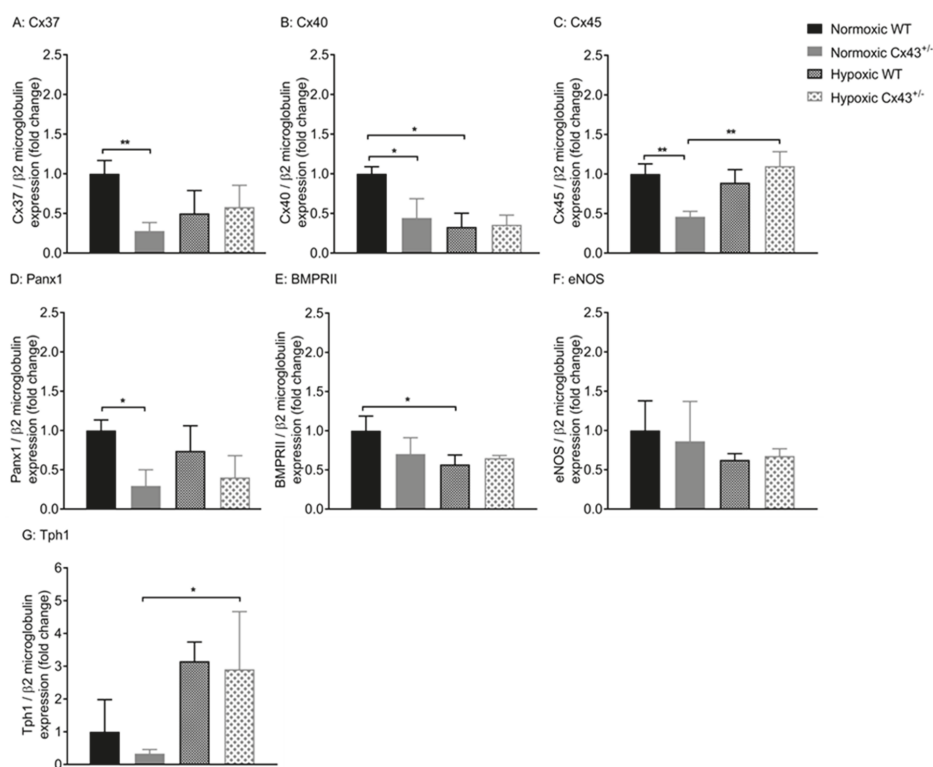 A: Cx37
B: Cx40
C: Cx45
Normoxic WT
Normoxic Cx43+/-
Hypoxic WT
Hypoxic Cx43+/-
Cx37 / β2 microglobulin
expression (fold change)
2.5
2.0
1.5
1.0
0.5
0.0
**
Cx40 / β2 microglobulin
expression (fold change)
2.5
2.0
1.5
1.0
0.5
0.0
*
*
Cx45 / β2 microglobulin
expression (fold change)
2.5
2.0
1.5
1.0
0.5
0.0
**
**
D: Panx1
E: BMPRII
F: eNOS
Panx1 / β2 microglobulin
expression (fold change)
2.5
2.0
1.5
1.0
0.5
0.0
*
BMPRII / β2 microglobulin
expression (fold change)
2.5
2.0
1.5
1.0
0.5
0.0
*
eNOS / β2 microglobulin
expression (fold change)
2.5
2.0
1.5
1.0
0.5
0.0
G: Tph1
Tph1 / β2 microglobulin
expression (fold change)
6
5
4
3
2
1
0
*